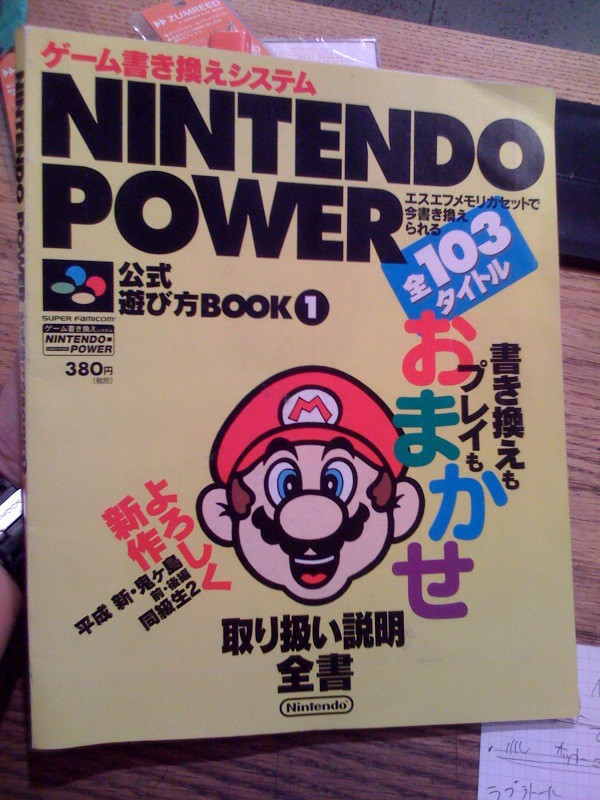 ZUMREED
ゲーム書き換えシステム
NINTENDO
POWER
エスエフメモリカセットで
今書き換え
られる
全103
タイトル
公式
遊び方BOOK1
SUPER FAMICOM
ゲーム書き換えシステム
NINTENDO
POWER
380円
(税別)
書き換えも
プレイも
おまかせ
M
よろしく
新作
平成 新・鬼ヶ島
前・後編
同級生2
取り扱い説明
全書
Nintendo
NINTENDO POWER